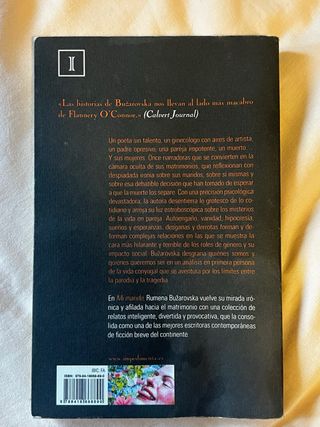 I
«Las historias de Bužarovska nos llevan al lado más macabro
de Flannery O'Connor.» (Calvert Journal)
Un poeta sin talento, un ginecólogo con aires de artista,
un padre opresivo, una pareja impotente, un muerto...
Y sus mujeres. Once narradoras que se convierten en la
cámara oculta de sus matrimonios, que reflexionan con
despiadada ironía sobre sus maridos, sobre sí mismas y
sobre esa detestable decisión que han tomado de esperar
a que la muerte los separe. Con una precisión psicológica
devastadora, la autora desentierra lo grotesco de lo co-
tidiano y arroja su luz estroboscópica sobre los misterios
de la vida en pareja. Autoengaño, vanidad, hipocresía,
sueños y esperanzas, desganas y derrotas forman y de-
forman complejas relaciones en las que se muestra la
cara más hilarante y terrible de los roles de género y su
impacto social. Bužarovska desgrana quiénes somos y
quiénes queremos ser en un análisis en primera persona
de la vida conyugal que se aventura por los límites entre
la parodia y la tragedia.
En Mi marido, Rumena Bužarovska vuelve su mirada iró-
nica y afilada hacia el matrimonio con una colección de
relatos inteligente, divertida y provocativa, que la conso-
lida como una de las mejores escritoras contemporáneas
de ficción breve del continente
www.impedimenta.es
IBIC: FA